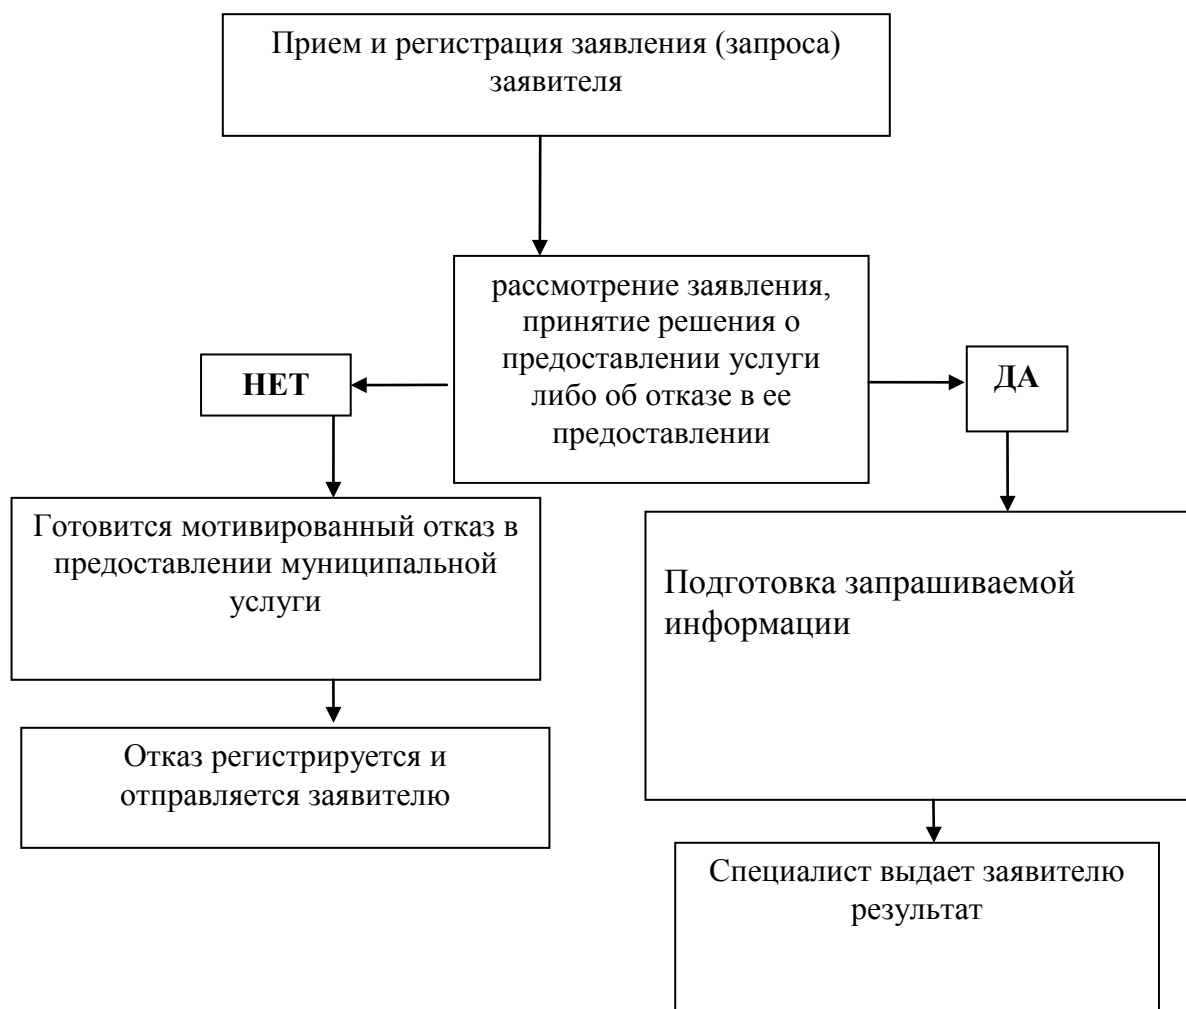 Прием и регистрация заявления (запроса)
заявителя
рассмотрение заявления,
принятие решения о
предоставлении услуги
либо об отказе в ее
предоставлении
НЕТ
ДА
Готовится мотивированный отказ в
предоставлении муниципальной
услуги
Подготовка запрашиваемой
информации
Отказ регистрируется и
отправляется заявителю
Специалист выдает заявителю
результат